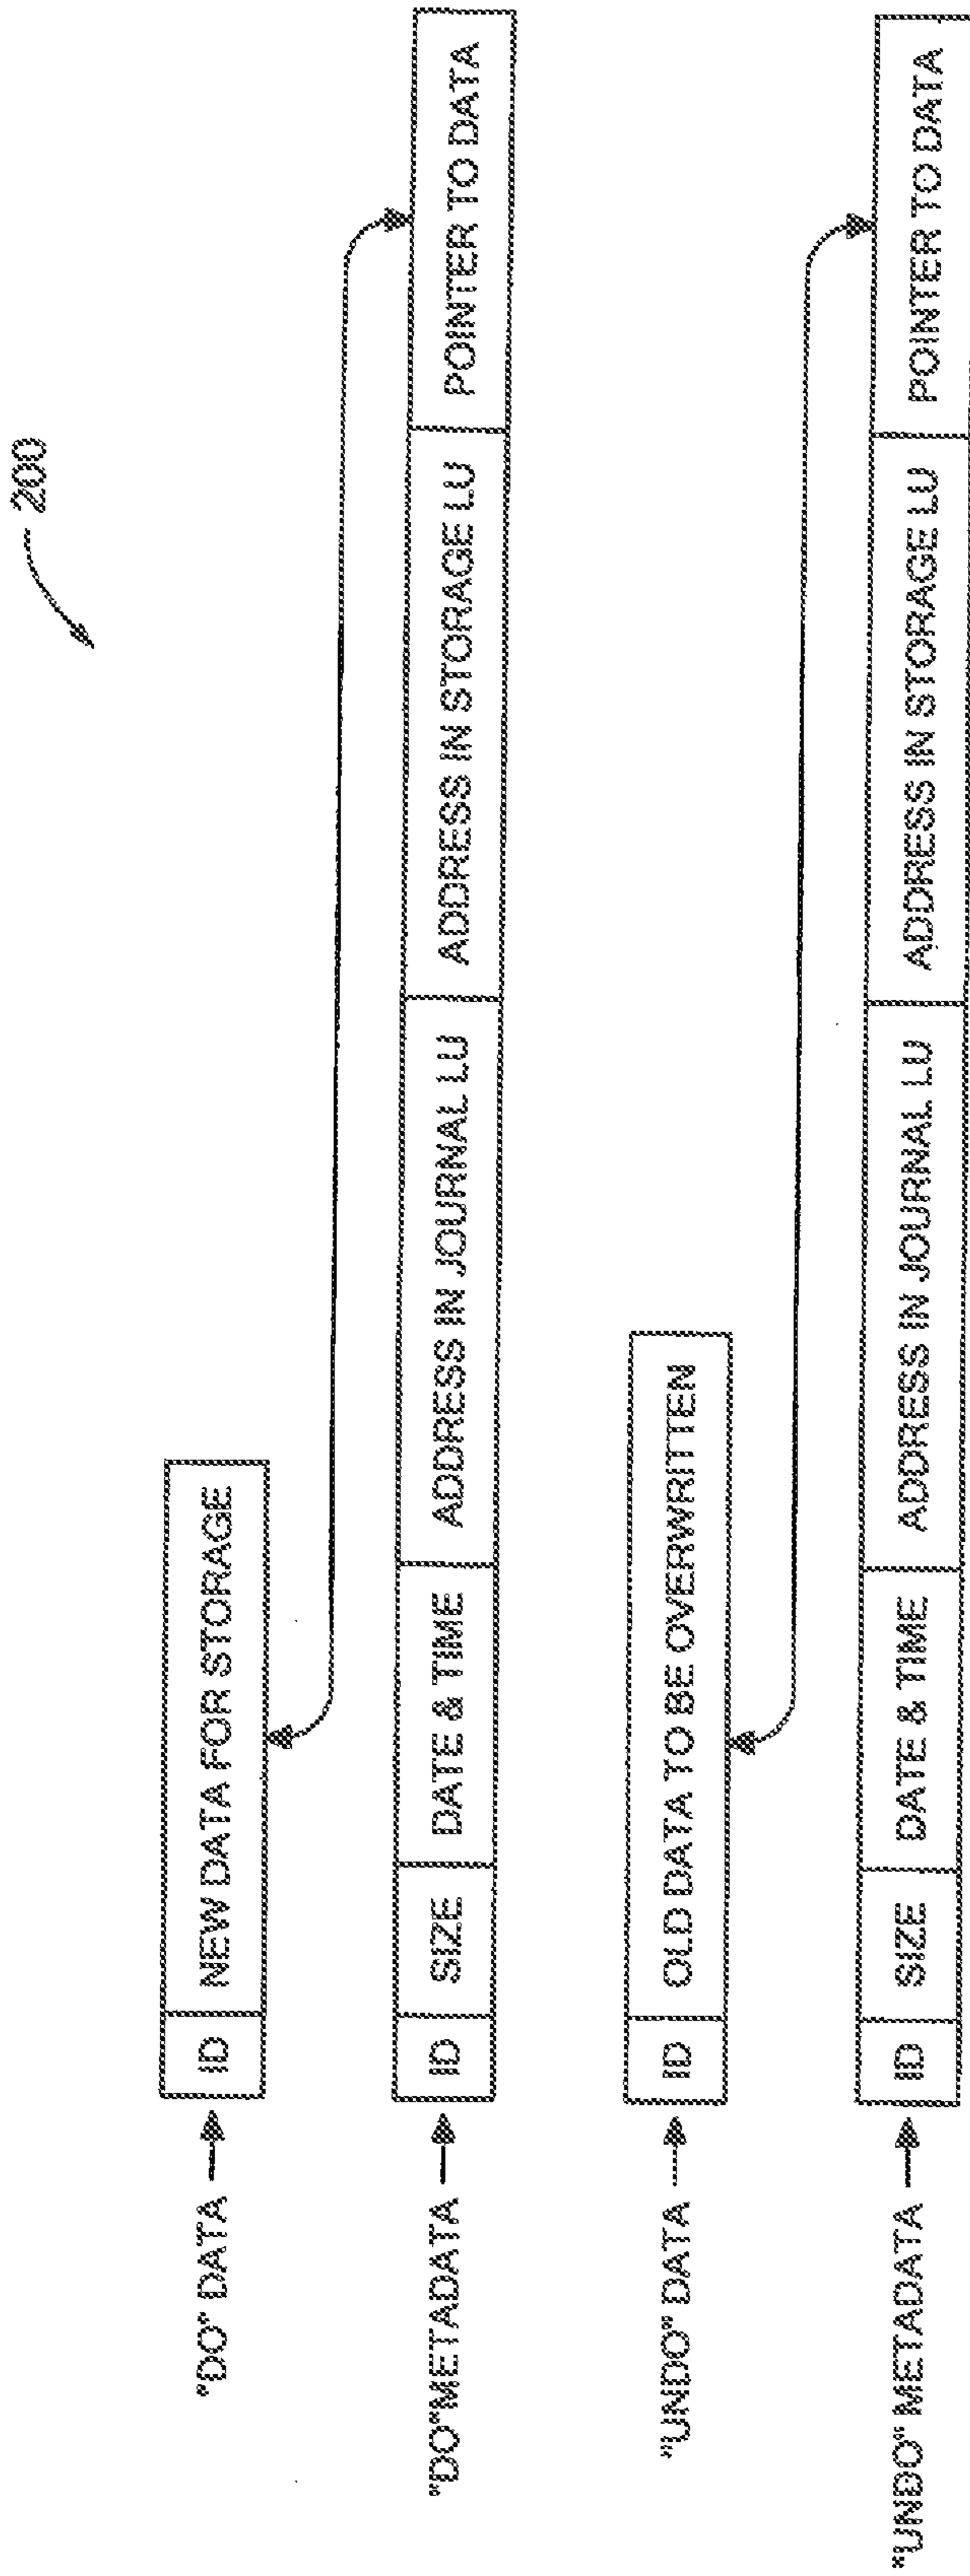 200
"DO" DATA → ID NEW DATA FOR STORAGE
"DO"METADATA → ID SIZE DATE & TIME ADDRESS IN JOURNAL LU ADDRESS IN STORAGE LU POINTER TO DATA
"UNDO" DATA → ID OLD DATA TO BE OVERWRITTEN
"UNDO" METADATA → ID SIZE DATE & TIME ADDRESS IN JOURNAL LU ADDRESS IN STORAGE LU POINTER TO DATA